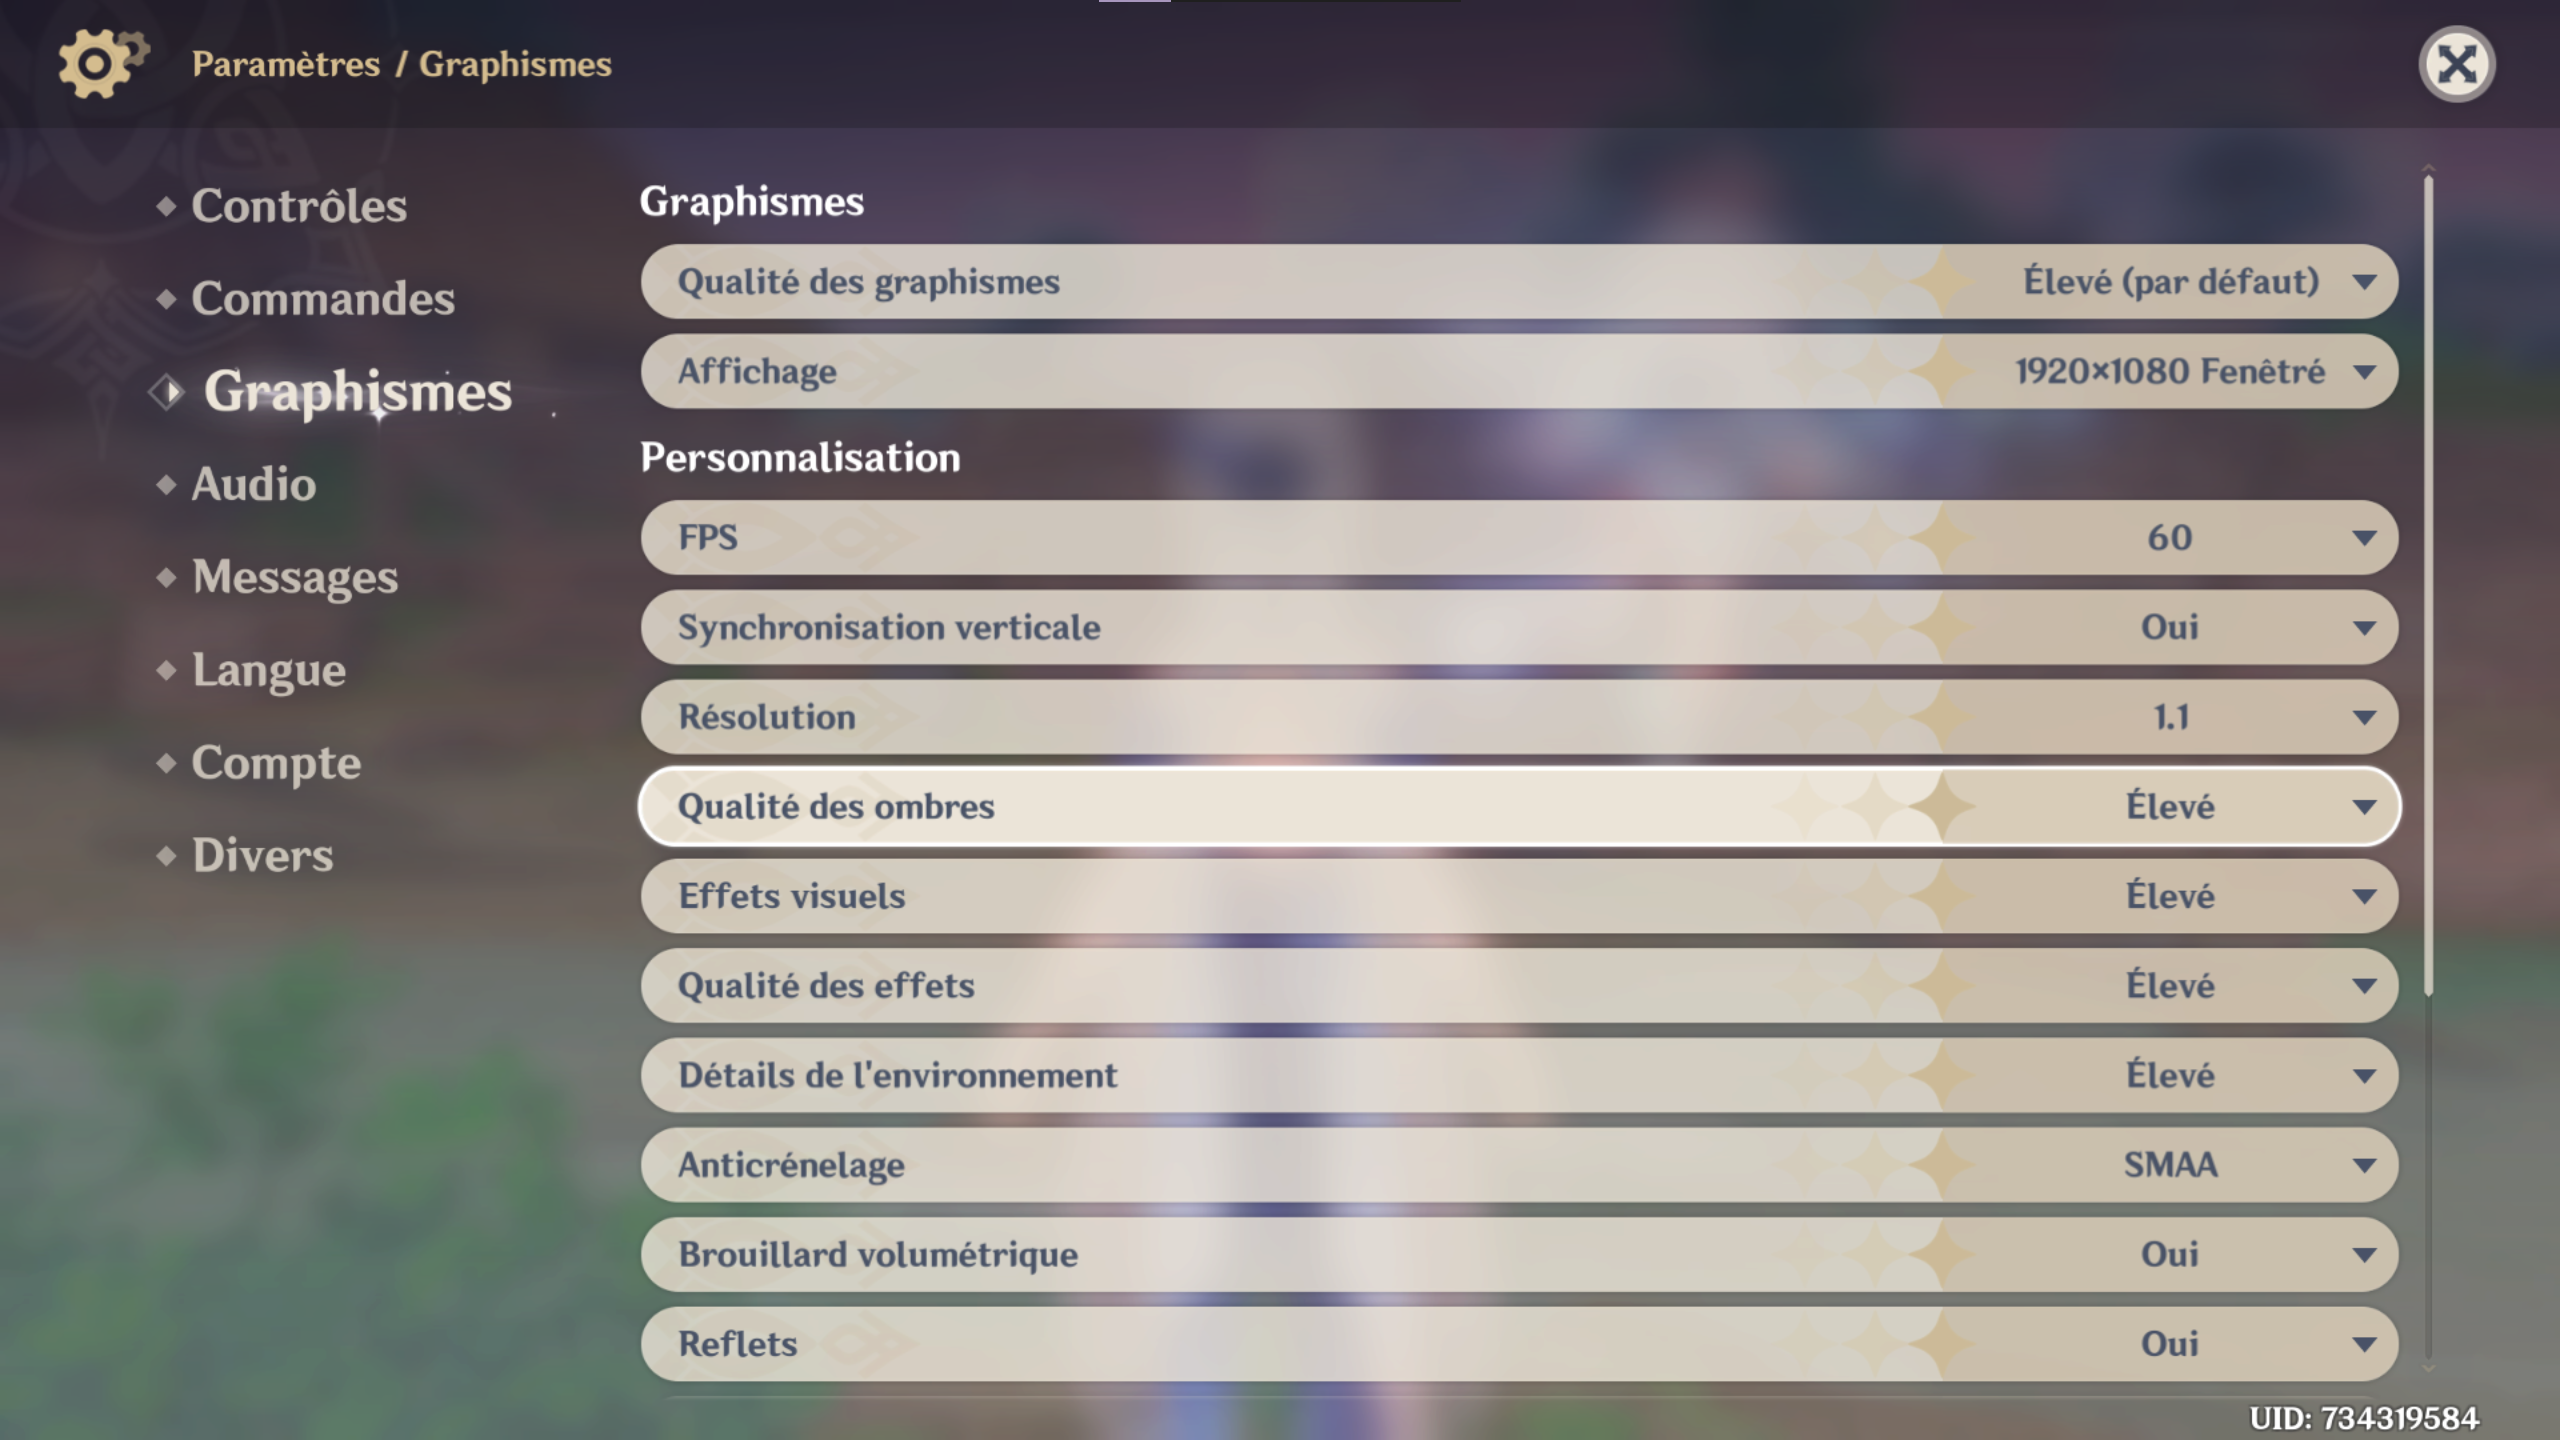 Paramètres / Graphismes
Contrôles
Commandes
Graphismes
Audio
Messages
Langue
Compte
Divers
Graphismes
Qualité des graphismes Élevé (par défaut)
Affichage 1920×1080 Fenêtré
Personnalisation
FPS 60
Synchronisation verticale Oui
Résolution 1.1
Qualité des ombres Élevé
Effets visuels Élevé
Qualité des effets Élevé
Détails de l'environnement Élevé
Anticrénelage SMAA
Brouillard volumétrique Oui
Reflets Oui
UID: 734319584